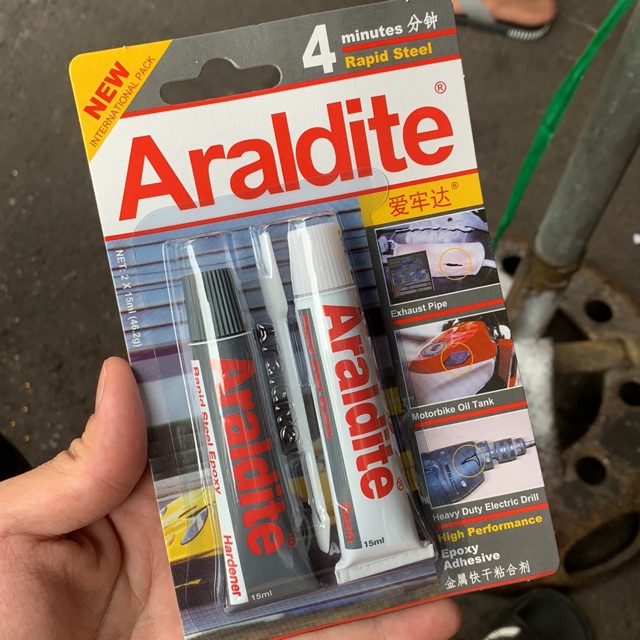 NEW
INTERNATIONAL PACK
4 minutes 分钟
Rapid Steel
Araldite®
爱牢达®
NET: 2 X 15ml (46.2g)
Exhaust Pipe
Motorbike Oil Tank
Heavy Duty Electric Drill
High Performance
Epoxy
Adhesive
金属快干粘合剂
Araldite
Rapid Steel Epoxy
Hardener
15ml
Araldite®
Resin
15ml